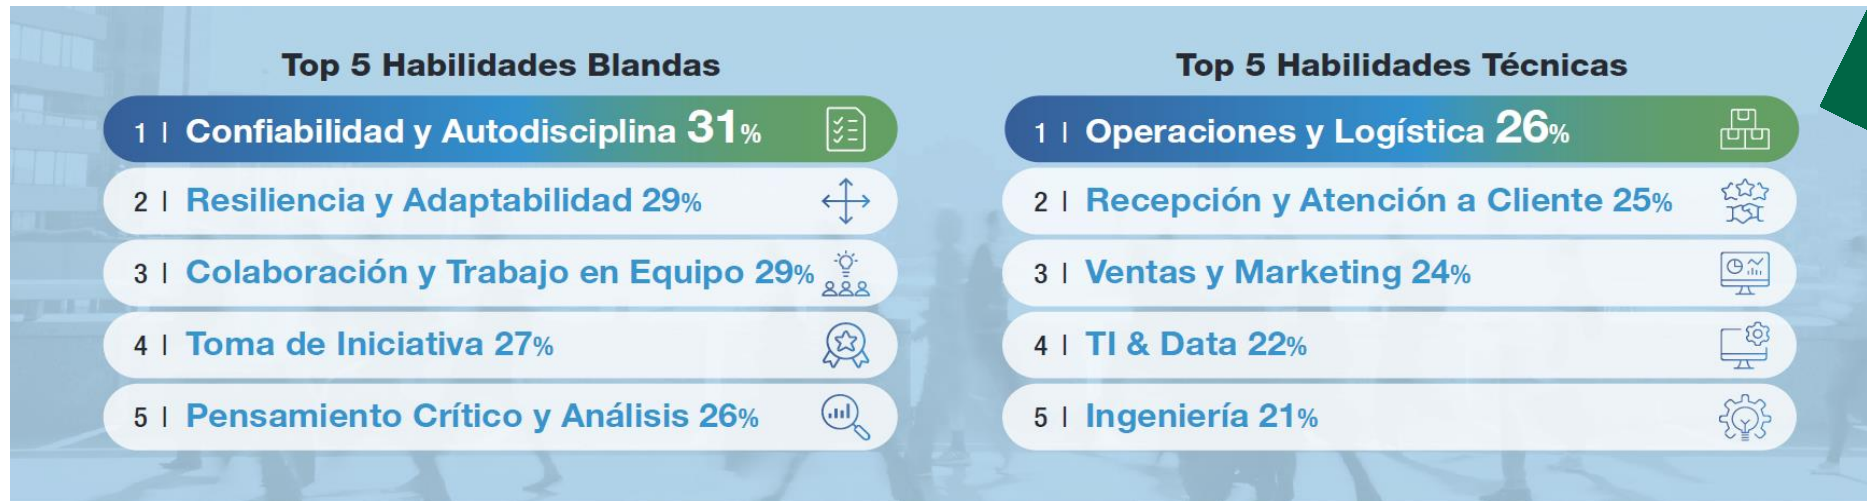 Top 5 Habilidades Blandas
1 | Confiabilidad y Autodisciplina 31%
2 | Resiliencia y Adaptabilidad 29%
3 | Colaboración y Trabajo en Equipo 29%
4 | Toma de Iniciativa 27%
5 | Pensamiento Crítico y Análisis 26%
Top 5 Habilidades Técnicas
1 | Operaciones y Logística 26%
2 | Recepción y Atención a Cliente 25%
3 | Ventas y Marketing 24%
4 | TI & Data 22%
5 | Ingeniería 21%